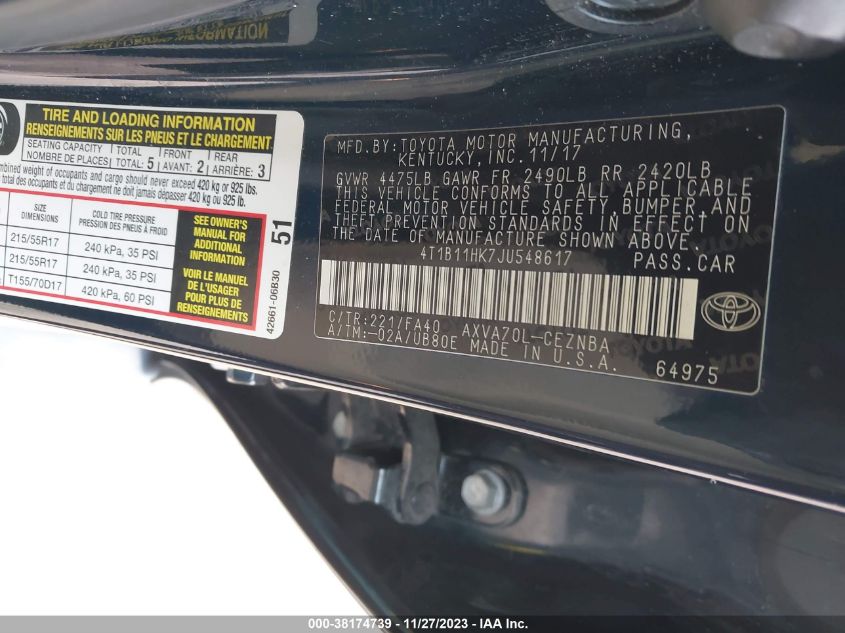 TIRE AND LOADING INFORMATION
RENSEIGNEMENTS SUR LES PNEUS ET LE CHARGEMENT
SEATING CAPACITY TOTAL FRONT REAR
NOMBRE DE PLACES TOTAL: 5 AVANT: 2 ARRIÈRE: 3
combined weight of occupants and cargo should never exceed 420 kg or 925 lbs.
des occupants et du chargement ne doit jamais dépasser 420 kg ou 925 lb.
SIZE COLD TIRE PRESSURE
DIMENSIONS PRESSION DES PNEUS À FROID
215/55R17 240 kPa, 35 PSI
215/55R17 240 kPa, 35 PSI
T155/70D17 420 kPa, 60 PSI
SEE OWNER'S
MANUAL FOR
ADDITIONAL
INFORMATION
VOIR LE MANUEL
DE L'USAGER
POUR PLUS DE
RENSEIGNEMENTS
51
42661-06B30
MFD.BY:TOYOTA MOTOR MANUFACTURING,
KENTUCKY, INC. 11/17
GVWR 4475LB GAWR FR 2490LB RR 2420LB
THIS VEHICLE CONFORMS TO ALL APPLICABLE
FEDERAL MOTOR VEHICLE SAFETY, BUMPER, AND
THEFT PREVENTION STANDARDS IN EFFECT ON
THE DATE OF MANUFACTURE SHOWN ABOVE.
4T1B11HK7JU548617 PASS.CAR
C/TR:221/FA40 AXVA70L-CEZNBA
A/TM:-02A/UB80E MADE IN U.S.A.
64975
TOYOTA
000-38174739 - 11/27/2023 - IAA Inc.